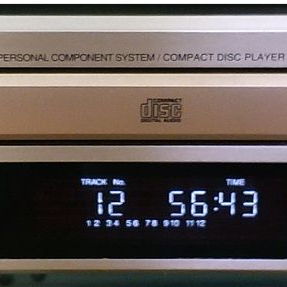 PERSONAL COMPONENT SYSTEM / COMPACT DISC PLAYER
COMPACT
disc
DIGITAL AUDIO
TRACK No. TIME
12 56:43
1 2 3 4 5 6 7 8 9 10 11 12